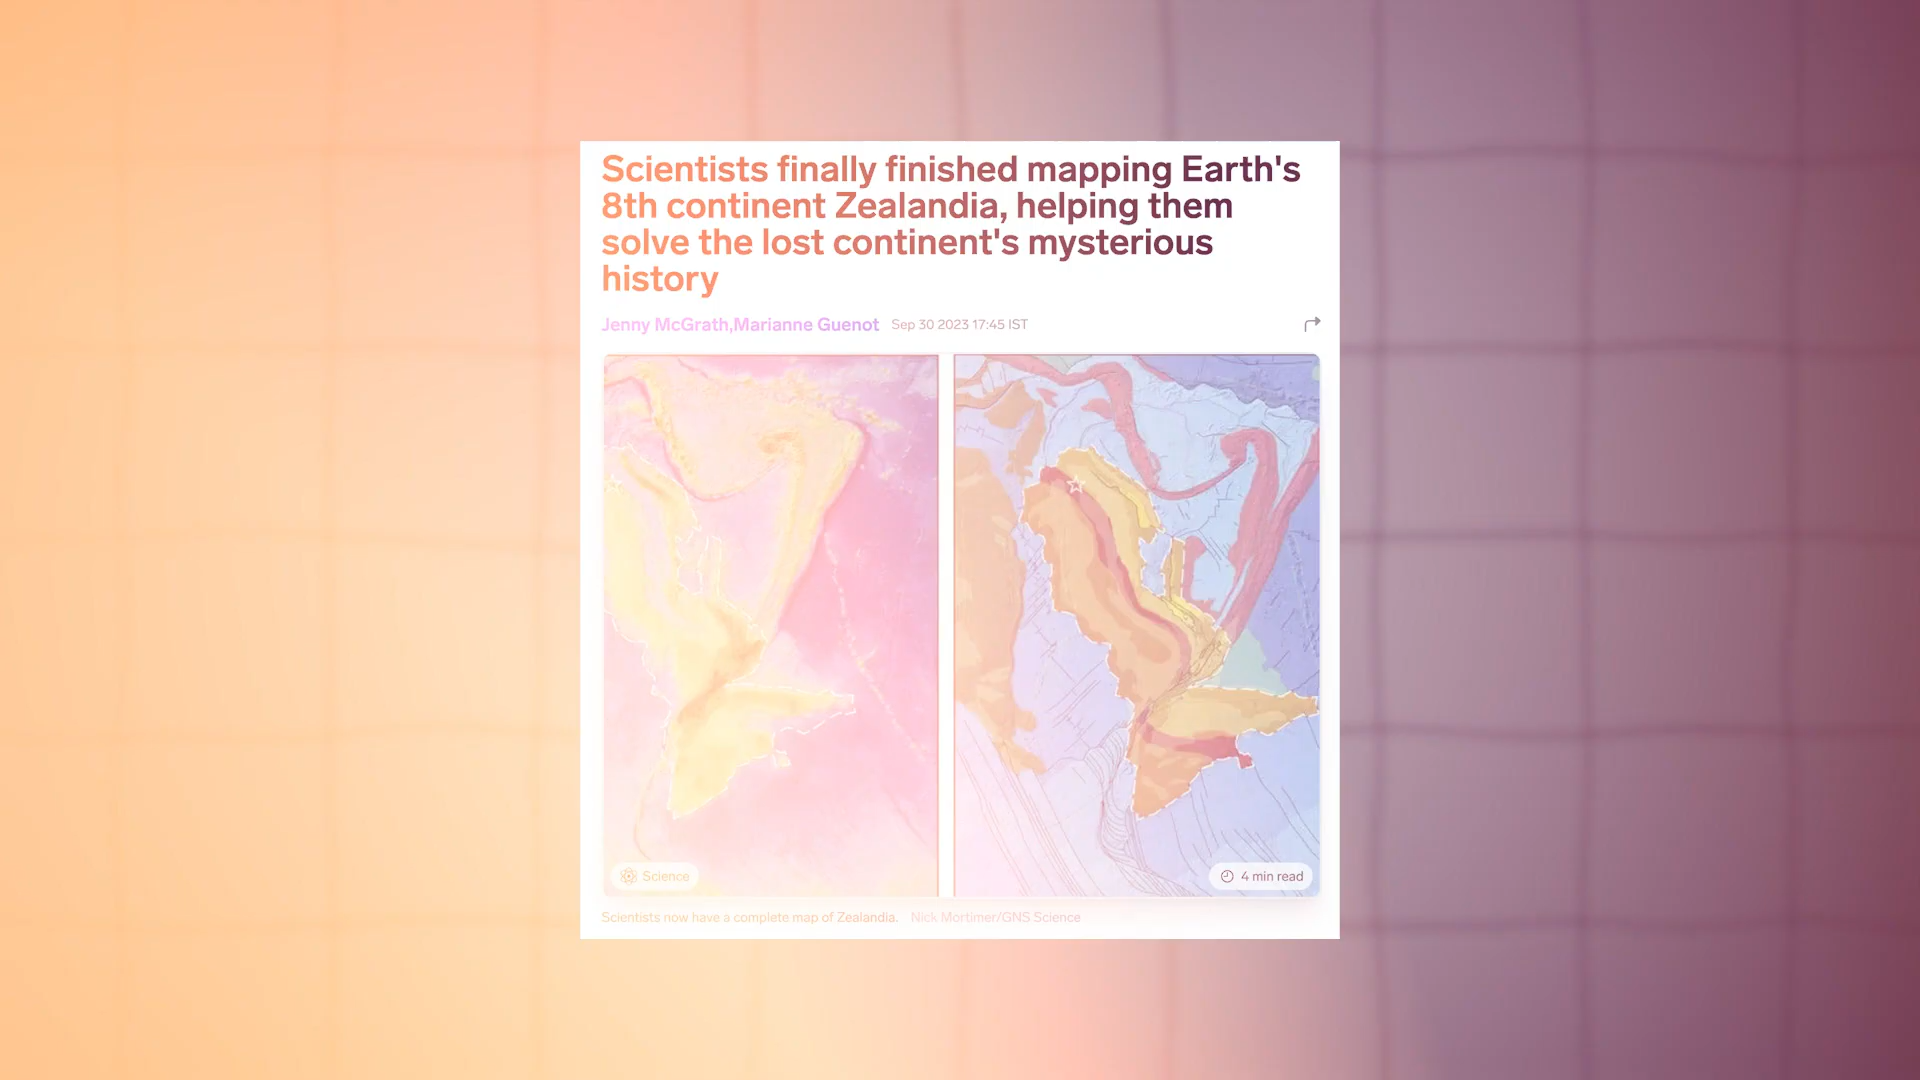 Scientists finally finished mapping Earth's
8th continent Zealandia, helping them
solve the lost continent's mysterious
history
Jenny McGrath,Marianne Guenot Sep 30 2023 17:45 IST
Science
4 min read
Scientists now have a complete map of Zealandia. Nick Mortimer/GNS Science